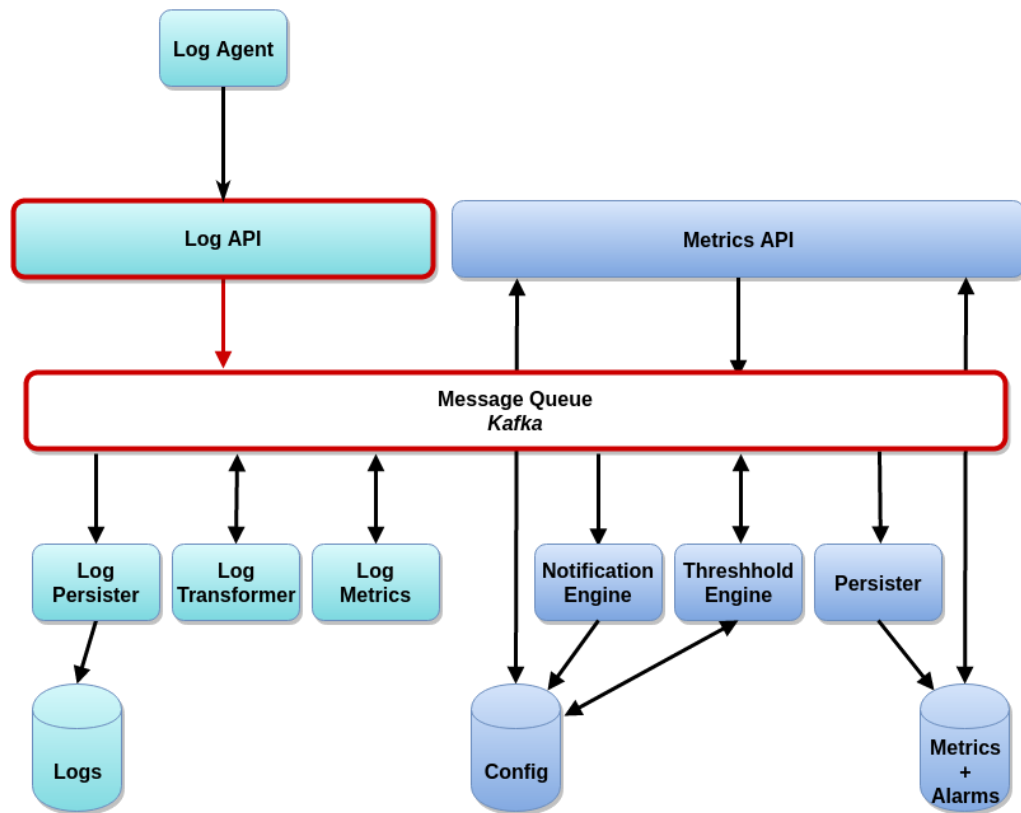 Log Agent
Log API
Metrics API
Message Queue
Kafka
Log
Persister
Log
Transformer
Log
Metrics
Notification
Engine
Threshhold
Engine
Persister
Logs
Config
Metrics
+
Alarms